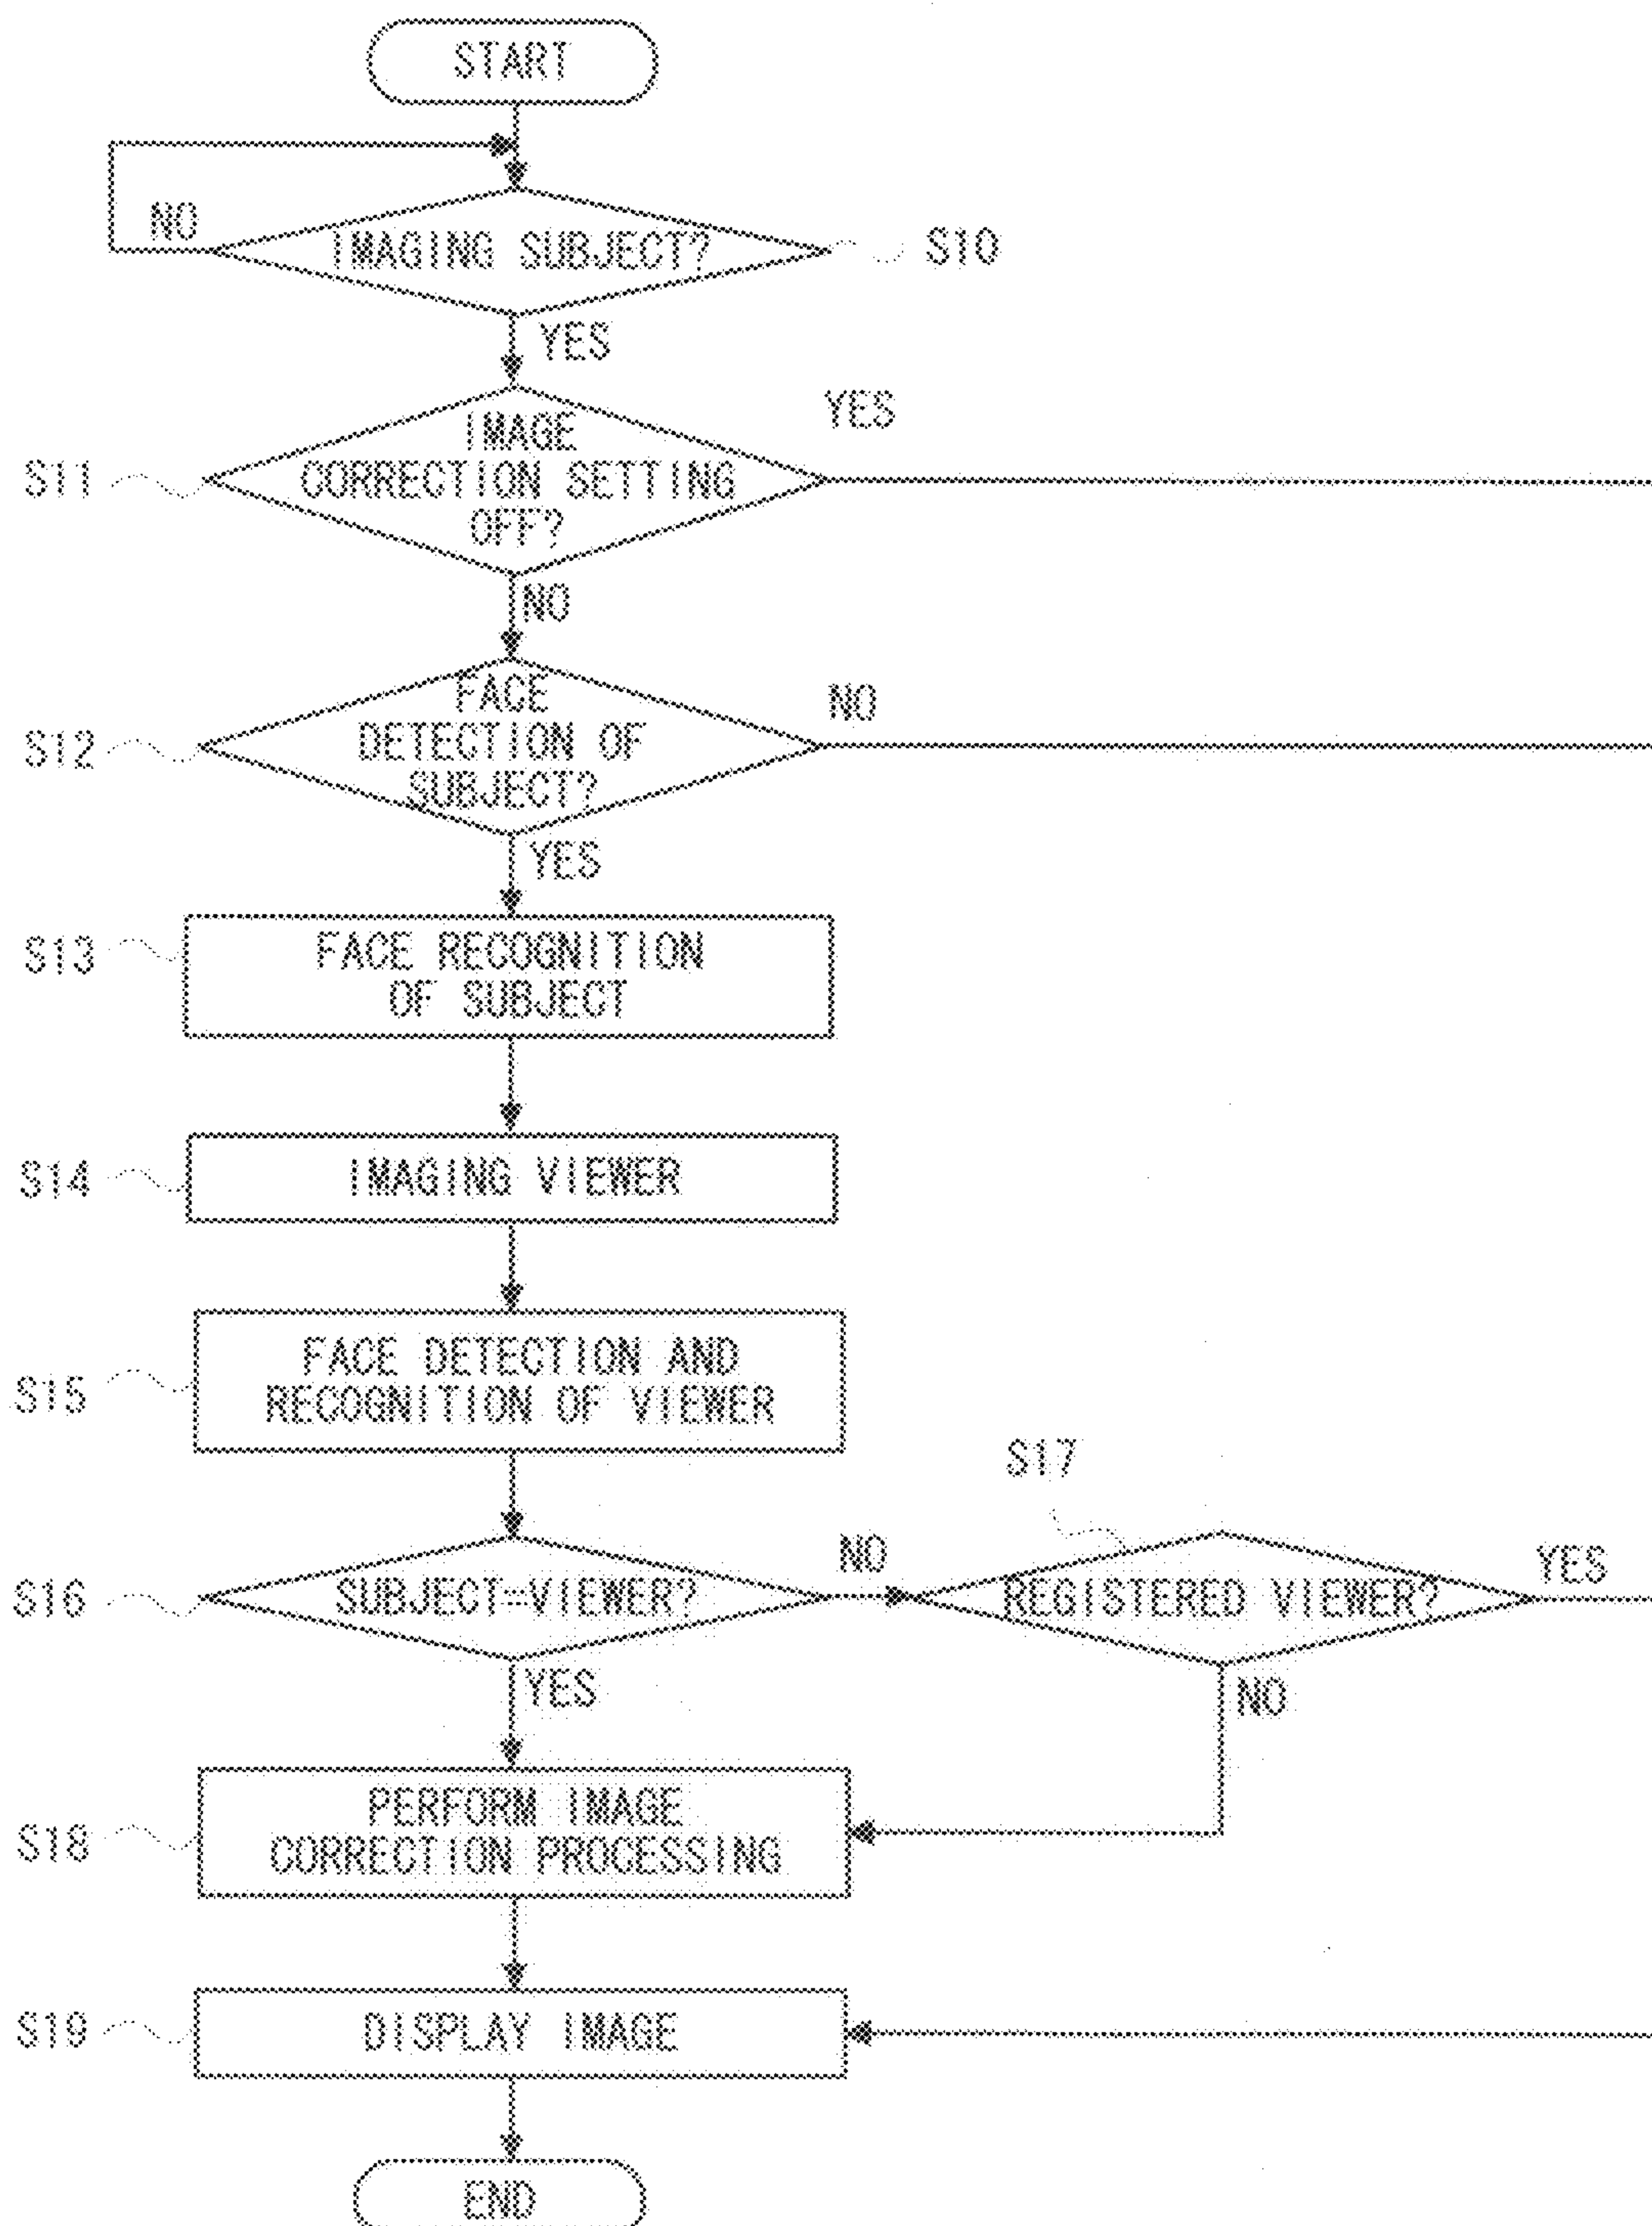 START
NO
IMAGING SUBJECT?
S10
YES
IMAGE
CORRECTION SETTING
OFF?
YES
S11
NO
FACE
DETECTION OF
SUBJECT?
NO
S12
YES
S13
FACE RECOGNITION
OF SUBJECT
S14
IMAGING VIEWER
S15
FACE DETECTION AND
RECOGNITION OF VIEWER
S16
SUBJECT=VIEWER?
NO
S17
REGISTERED VIEWER?
YES
YES
NO
S18
PERFORM IMAGE
CORRECTION PROCESSING
S19
DISPLAY IMAGE
END